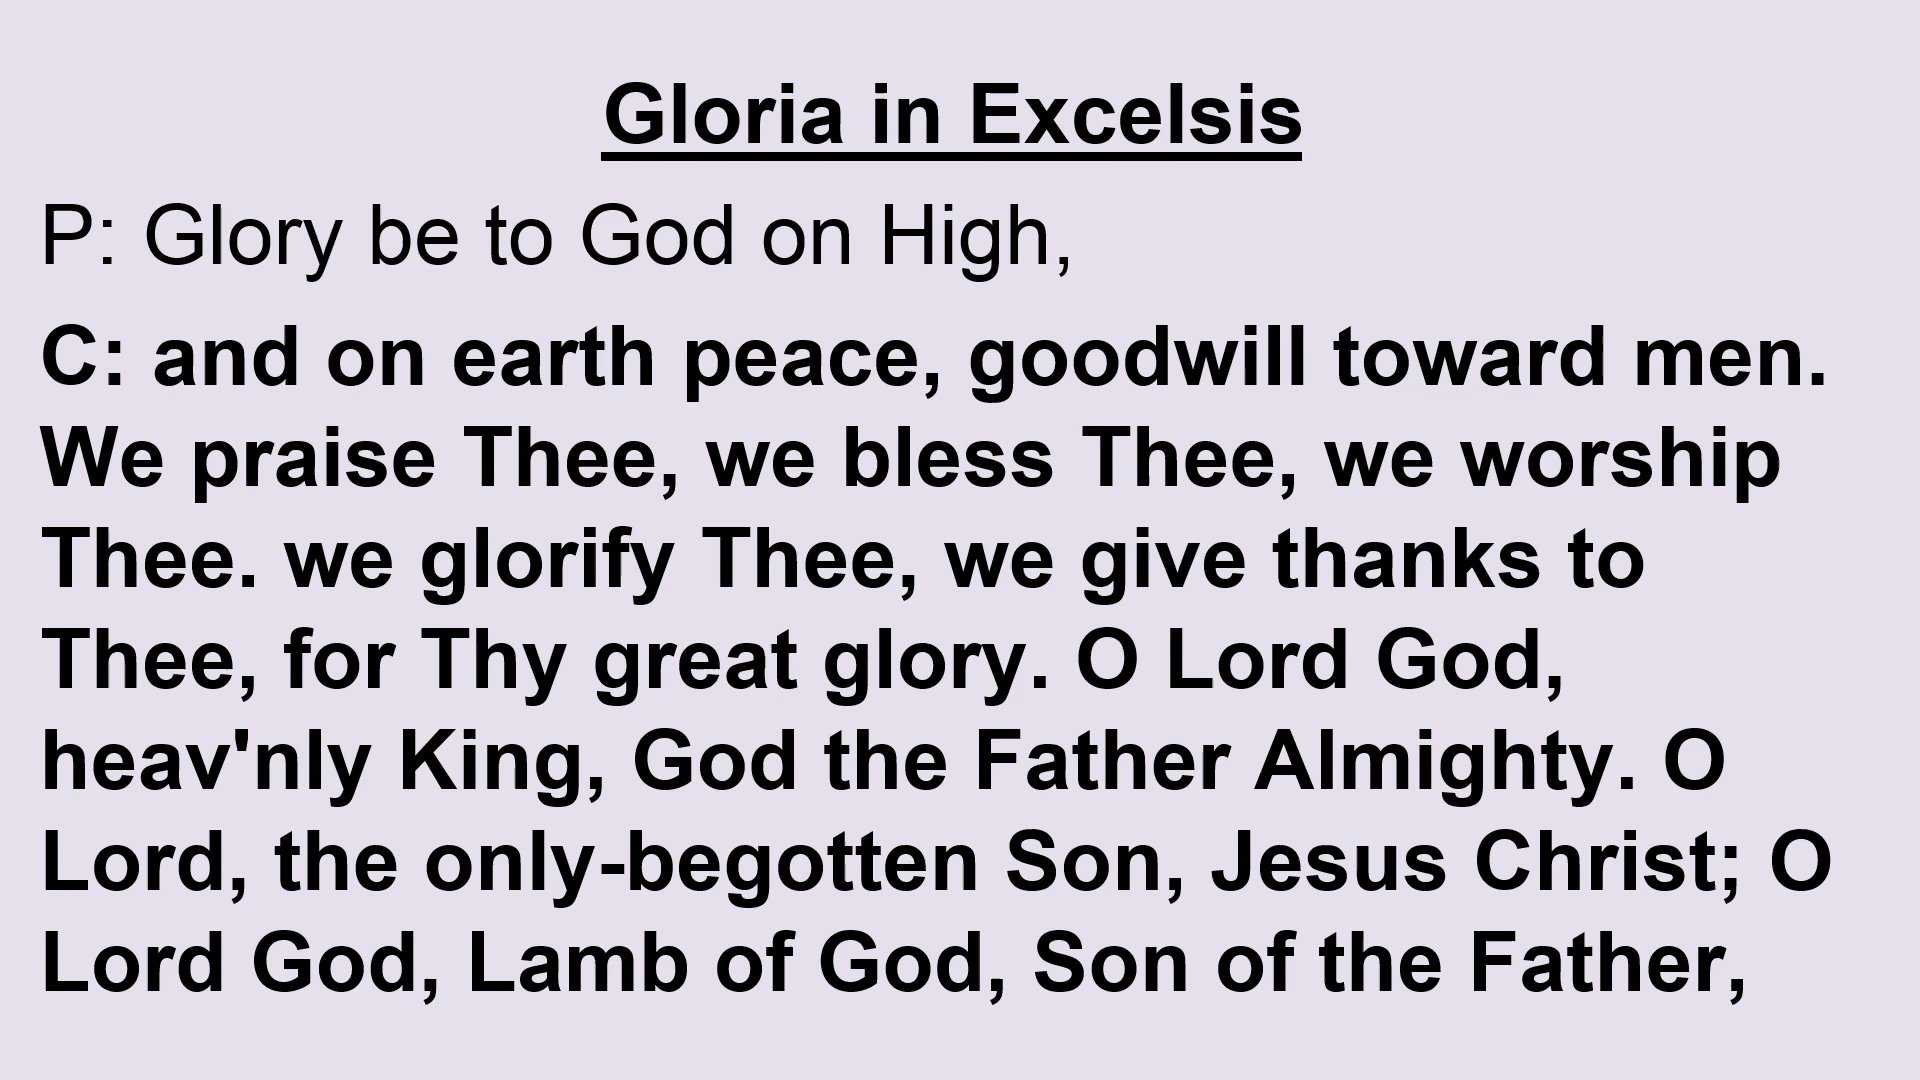 Gloria in Excelsis
P: Glory be to God on High,
C: and on earth peace, goodwill toward men.
We praise Thee, we bless Thee, we worship
Thee. we glorify Thee, we give thanks to
Thee, for Thy great glory. O Lord God,
heav'nly King, God the Father Almighty. O
Lord, the only-begotten Son, Jesus Christ; O
Lord God, Lamb of God, Son of the Father,